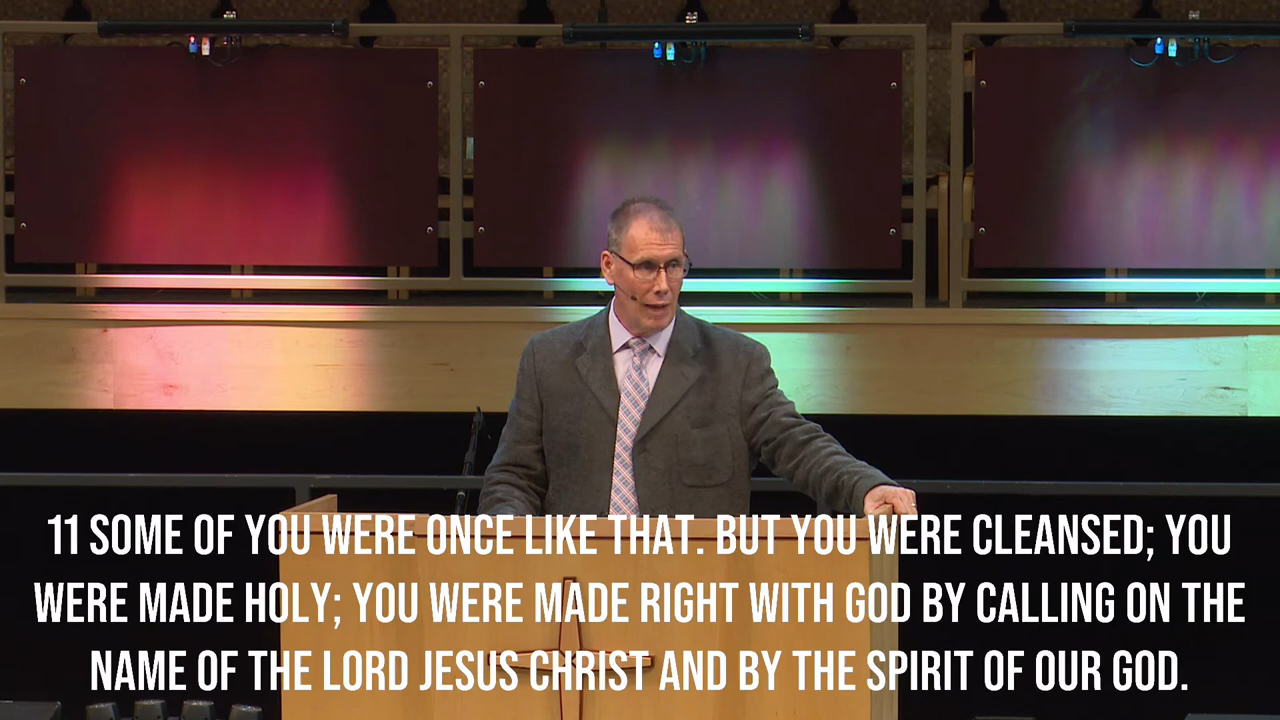 11 SOME OF YOU WERE ONCE LIKE THAT. BUT YOU WERE CLEANSED; YOU
WERE MADE HOLY; YOU WERE MADE RIGHT WITH GOD BY CALLING ON THE
NAME OF THE LORD JESUS CHRIST AND BY THE SPIRIT OF OUR GOD.